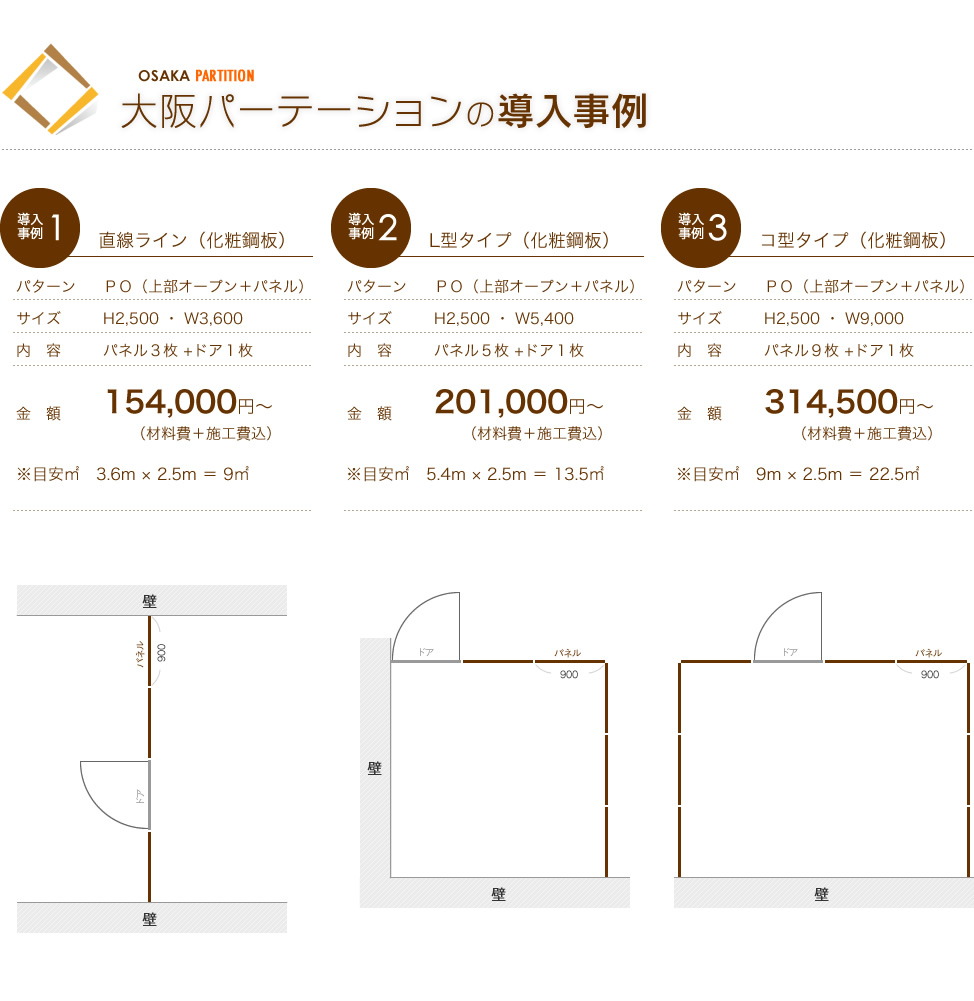 OSAKA PARTITION
大阪パーテーションの導入事例
導入事例 1
直線ライン（化粧鋼板）
パターン ＰＯ（上部オープン＋パネル）
サイズ H2,500 ・ W3,600
内　容 パネル３枚 +ドア１枚
金　額 154,000円～
（材料費＋施工費込）
※目安㎡ 3.6m × 2.5m ＝ 9㎡
導入事例 2
L型タイプ（化粧鋼板）
パターン ＰＯ（上部オープン＋パネル）
サイズ H2,500 ・ W5,400
内　容 パネル５枚 +ドア１枚
金　額 201,000円～
（材料費＋施工費込）
※目安㎡ 5.4m × 2.5m ＝ 13.5㎡
導入事例 3
コ型タイプ（化粧鋼板）
パターン ＰＯ（上部オープン＋パネル）
サイズ H2,500 ・ W9,000
内　容 パネル９枚 +ドア１枚
金　額 314,500円～
（材料費＋施工費込）
※目安㎡ 9m × 2.5m ＝ 22.5㎡
壁
パネル
900
ドア
壁
ドア
パネル
900
壁
壁
ドア
パネル
900
壁